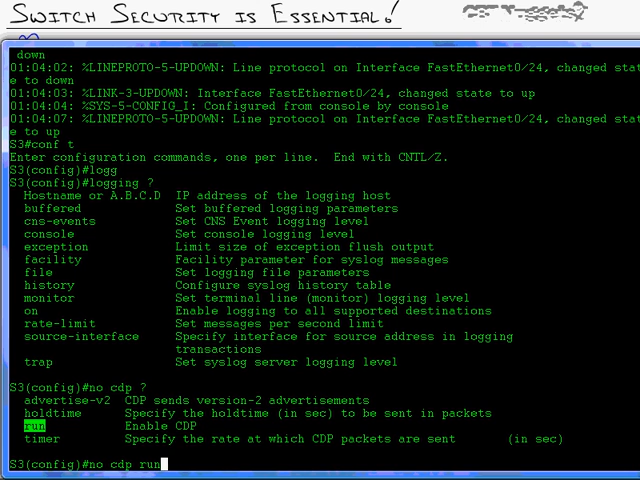 SWITCH SECURITY IS ESSENTIAL!
down
01:04:02: %LINEPROTO-5-UPDOWN: Line protocol on Interface FastEthernet0/24, changed stat
e to down
01:04:03: %LINK-3-UPDOWN: Interface FastEthernet0/24, changed state to up
01:04:04: %SYS-5-CONFIG_I: Configured from console by console
01:04:07: %LINEPROTO-5-UPDOWN: Line protocol on Interface FastEthernet0/24, changed stat
e to up
S3#conf t
Enter configuration commands, one per line.  End with CNTL/Z.
S3(config)#logg
S3(config)#logging ?
Hostname or A.B.C.D  IP address of the logging host
buffered  Set buffered logging parameters
cns-events  Set CNS Event logging level
console  Set console logging level
exception  Limit size of exception flush output
facility  Facility parameter for syslog messages
file  Set logging file parameters
history  Configure syslog history table
monitor  Set terminal line (monitor) logging level
on  Enable logging to all supported destinations
rate-limit  Set messages per second limit
source-interface  Specify interface for source address in logging
transactions
trap  Set syslog server logging level
S3(config)#no cdp ?
advertise-v2  CDP sends version-2 advertisements
holdtime  Specify the holdtime (in sec) to be sent in packets
run  Enable CDP
timer  Specify the rate at which CDP packets are sent  (in sec)
S3(config)#no cdp run